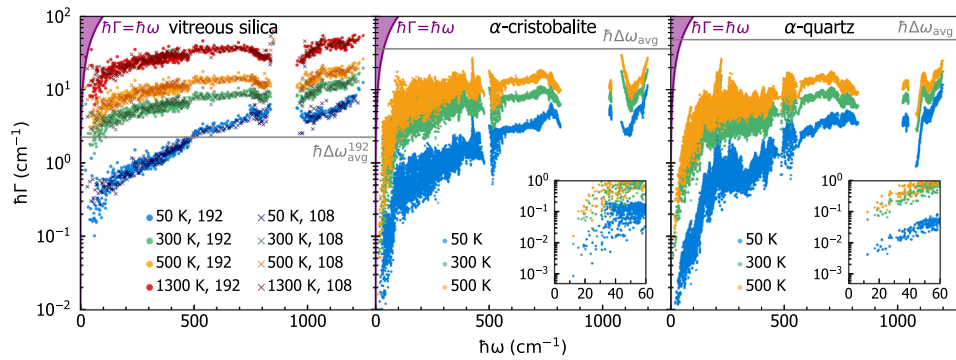 ħΓ=ħω vitreous silica
ħΓ=ħω α-cristobalite
ħΓ=ħω α-quartz
ħΔω_avg
ħΔω_avg
ħΔω^192_avg
ħΓ (cm⁻¹)
10²
10¹
10⁰
10⁻¹
10⁻²
50 K, 192
300 K, 192
500 K, 192
1300 K, 192
50 K, 108
300 K, 108
500 K, 108
1300 K, 108
50 K
300 K
500 K
10⁰
10⁻¹
10⁻²
10⁻³
0 20 40 60
50 K
300 K
500 K
10⁰
10⁻¹
10⁻²
10⁻³
0 20 40 60
0 500 1000
0 500 1000
0 500 1000
ħω (cm⁻¹)